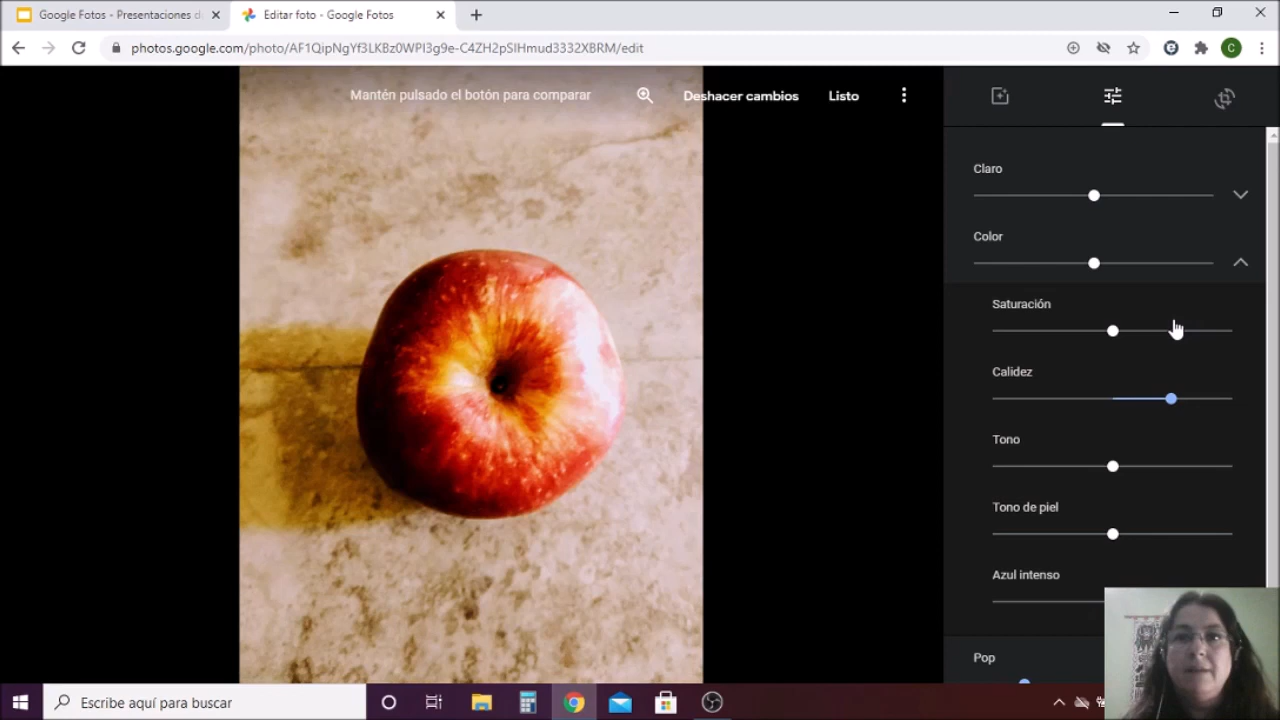 Google Fotos - Presentaciones d
Editar foto - Google Fotos
photos.google.com/photo/AF1QipNgYf3LKBz0WPI3g9e-C4ZH2pSIHmud3332XBRM/edit
C
Mantén pulsado el botón para comparar
Deshacer cambios
Listo
Claro
Color
Saturación
Calidez
Tono
Tono de piel
Azul intenso
Pop
Escribe aquí para buscar